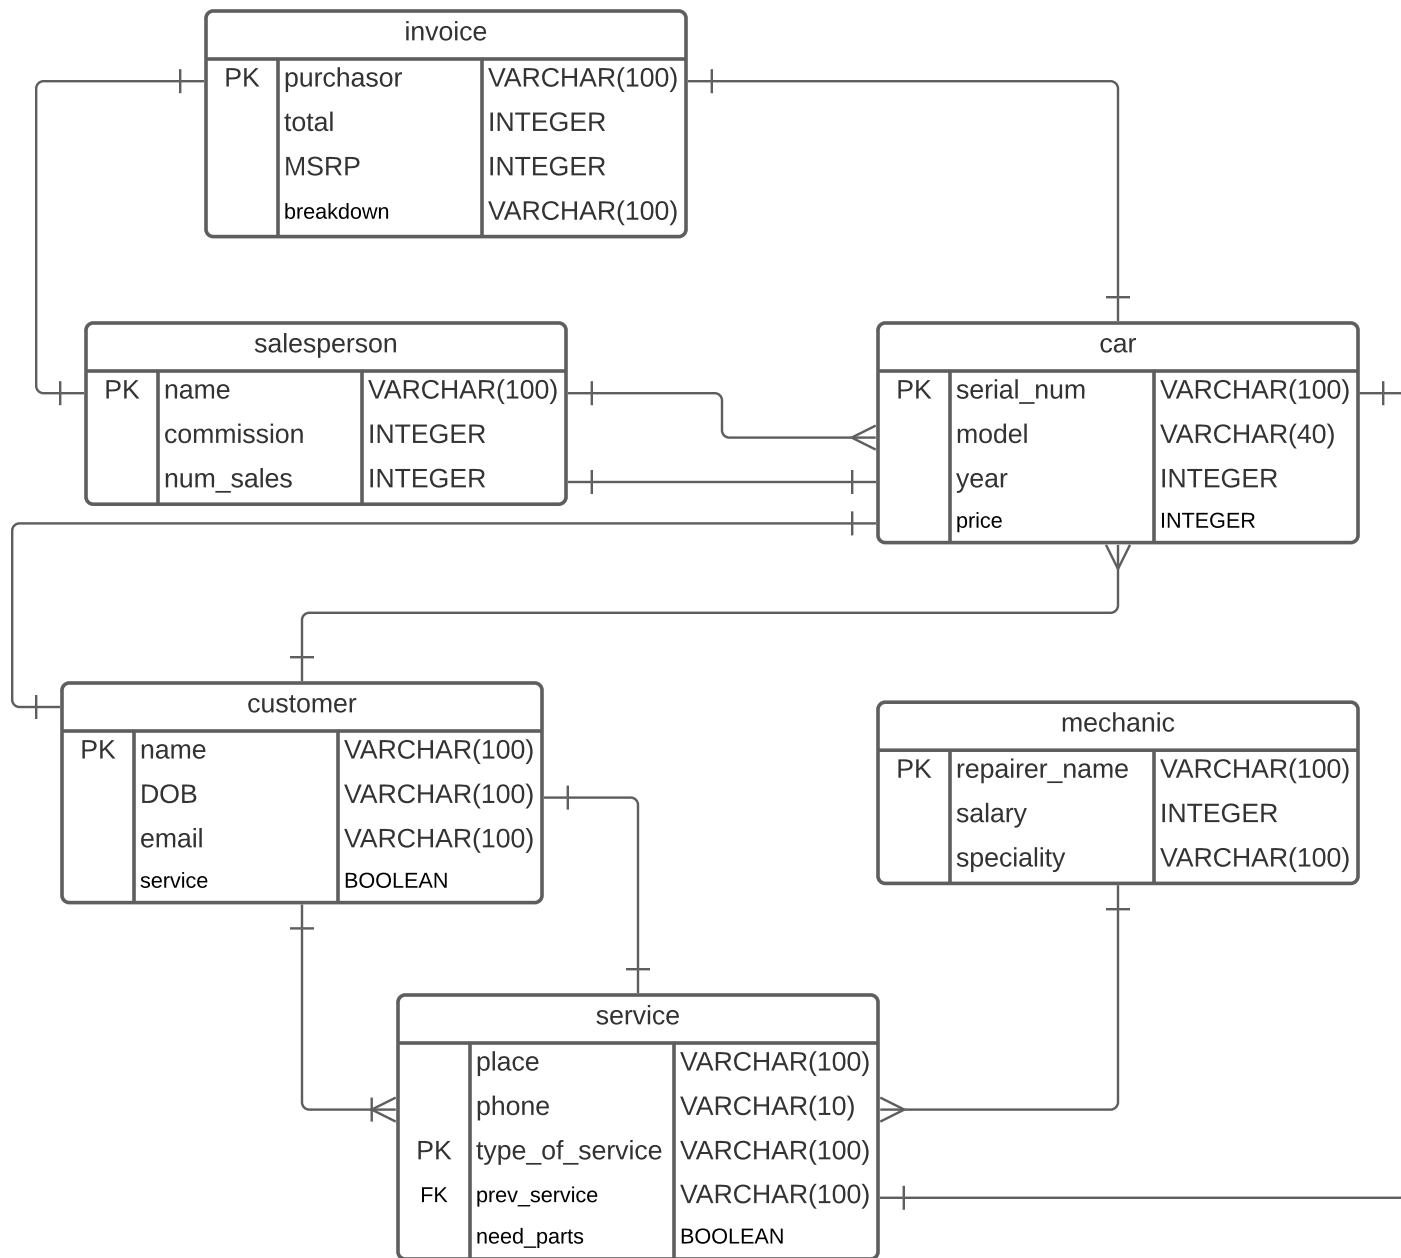 invoice
PK purchasor VARCHAR(100)
total INTEGER
MSRP INTEGER
breakdown VARCHAR(100)
salesperson
PK name VARCHAR(100)
commission INTEGER
num_sales INTEGER
car
PK serial_num VARCHAR(100)
model VARCHAR(40)
year INTEGER
price INTEGER
customer
PK name VARCHAR(100)
DOB VARCHAR(100)
email VARCHAR(100)
service BOOLEAN
mechanic
PK repairer_name VARCHAR(100)
salary INTEGER
speciality VARCHAR(100)
service
place VARCHAR(100)
phone VARCHAR(10)
PK type_of_service VARCHAR(100)
FK prev_service VARCHAR(100)
need_parts BOOLEAN